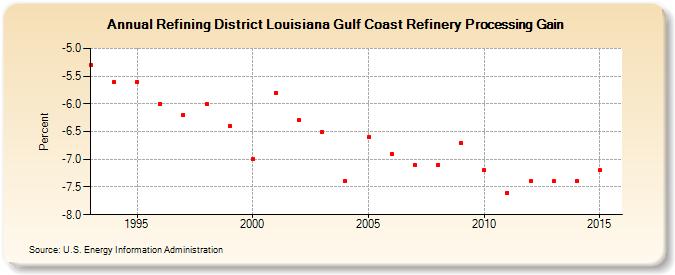 Annual Refining District Louisiana Gulf Coast Refinery Processing Gain
Percent
-5.0
-5.5
-6.0
-6.5
-7.0
-7.5
-8.0
1995 2000 2005 2010 2015
Source: U.S. Energy Information Administration